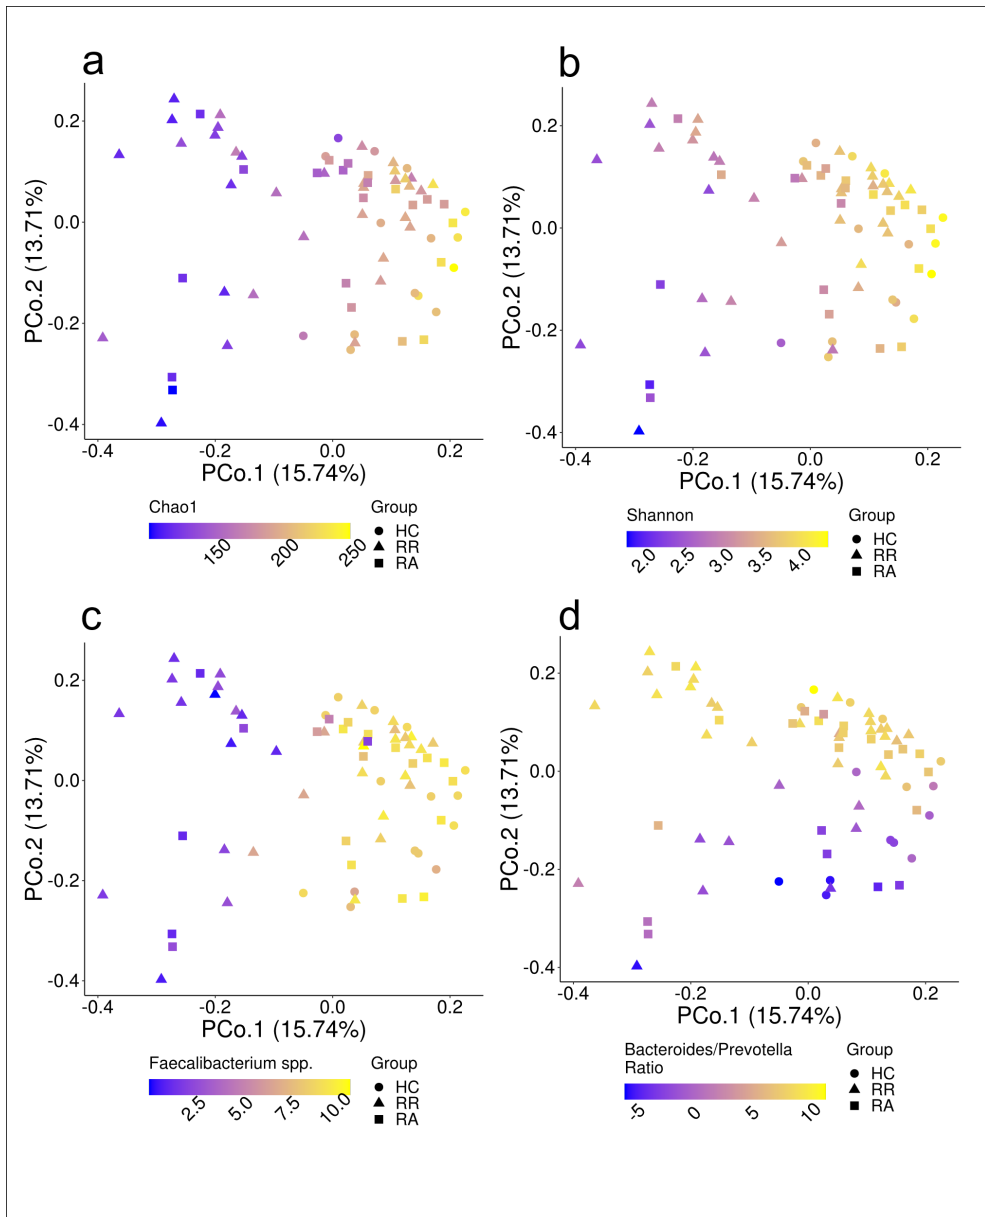 a
PCo.2 (13.71%)
0.2
0.0
-0.2
-0.4
-0.4
-0.2
0.0
0.2
PCo.1 (15.74%)
Chao1
150
200
250
Group
HC
RR
RA
b
PCo.2 (13.71%)
0.2
0.0
-0.2
-0.4
-0.4
-0.2
0.0
0.2
PCo.1 (15.74%)
Shannon
2.0
2.5
3.0
3.5
4.0
Group
HC
RR
RA
c
PCo.2 (13.71%)
0.2
0.0
-0.2
-0.4
-0.4
-0.2
0.0
0.2
PCo.1 (15.74%)
Faecalibacterium spp.
2.5
5.0
7.5
10.0
Group
HC
RR
RA
d
PCo.2 (13.71%)
0.2
0.0
-0.2
-0.4
-0.4
-0.2
0.0
0.2
PCo.1 (15.74%)
Bacteroides/Prevotella
Ratio
-5
0
5
10
Group
HC
RR
RA